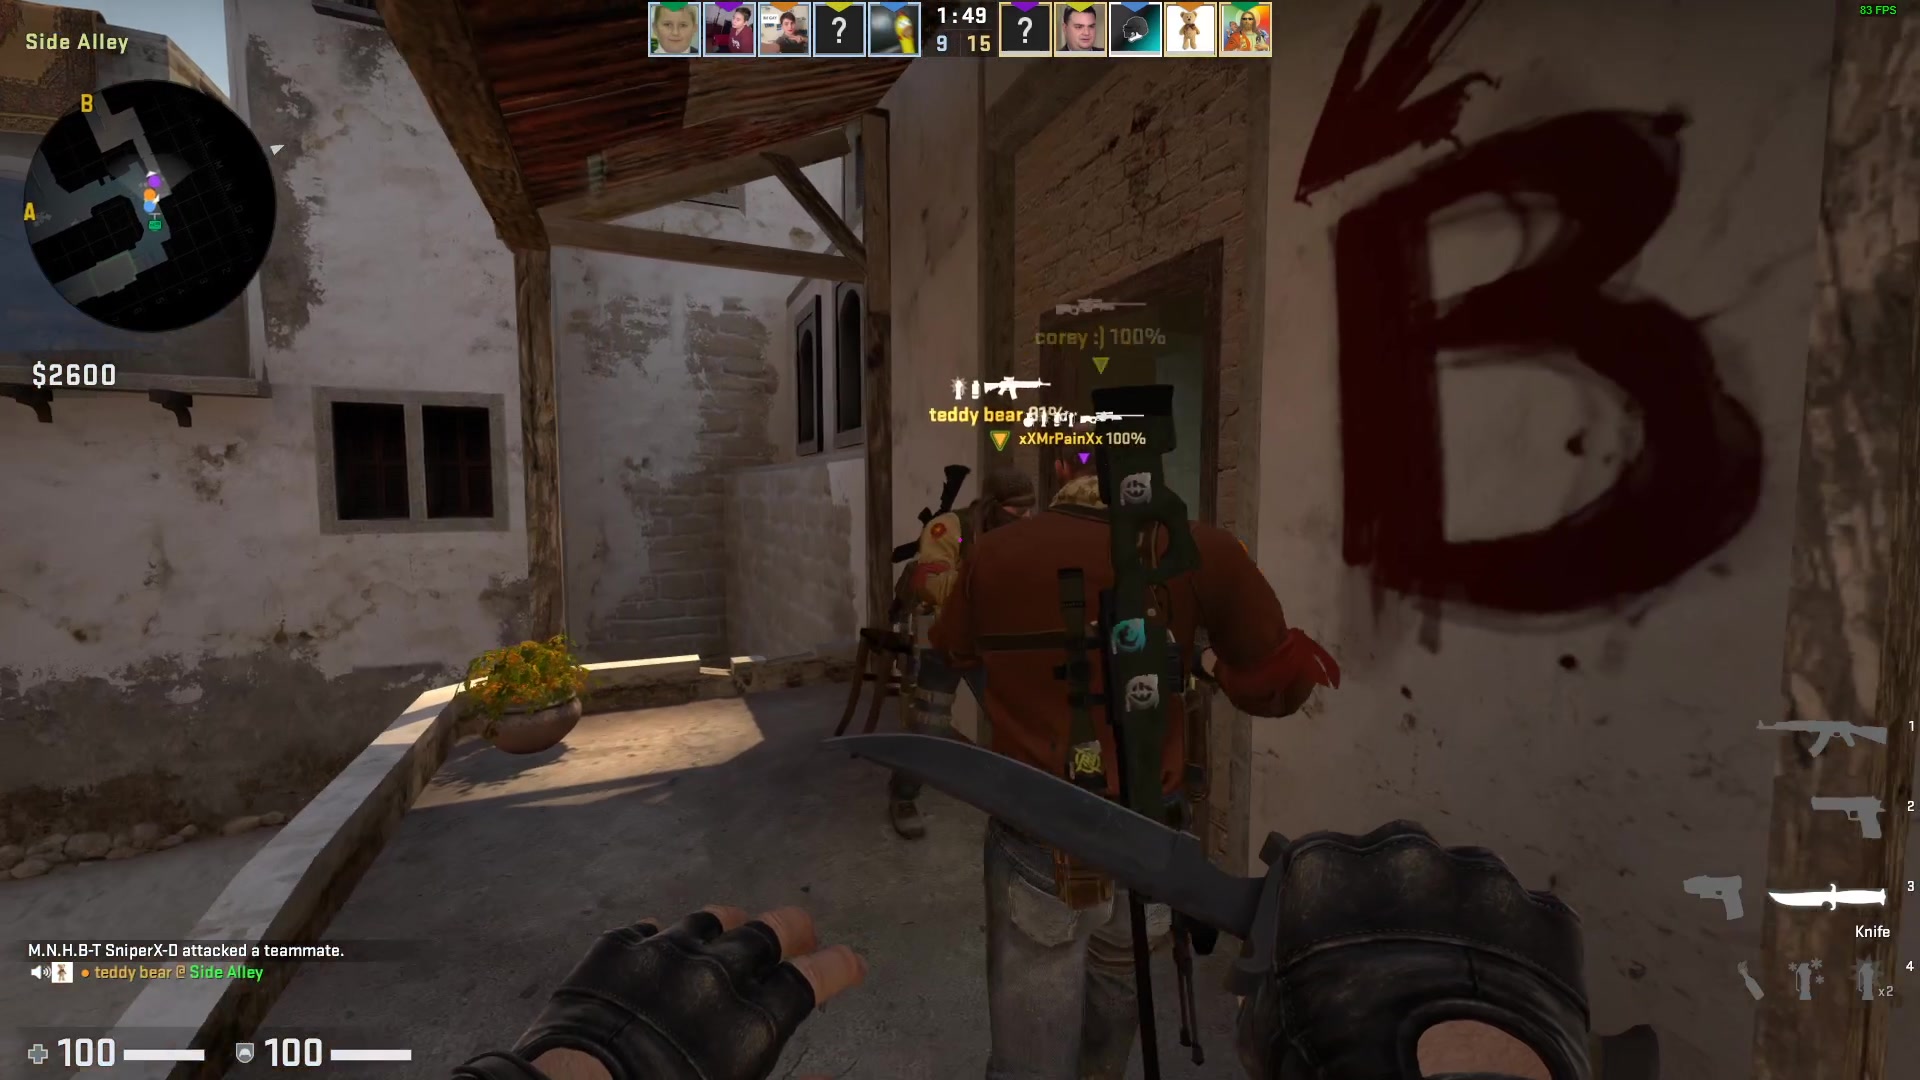 83 FPS
Side Alley
1:49
? ?
9 15
B
B
A
$2600
corey :) 100%
teddy bear
xXMrPainXx 100%
1
2
3
Knife
4
x2
M.N.H.B-T SniperX-D attacked a teammate.
teddy bear @ Side Alley
100 100